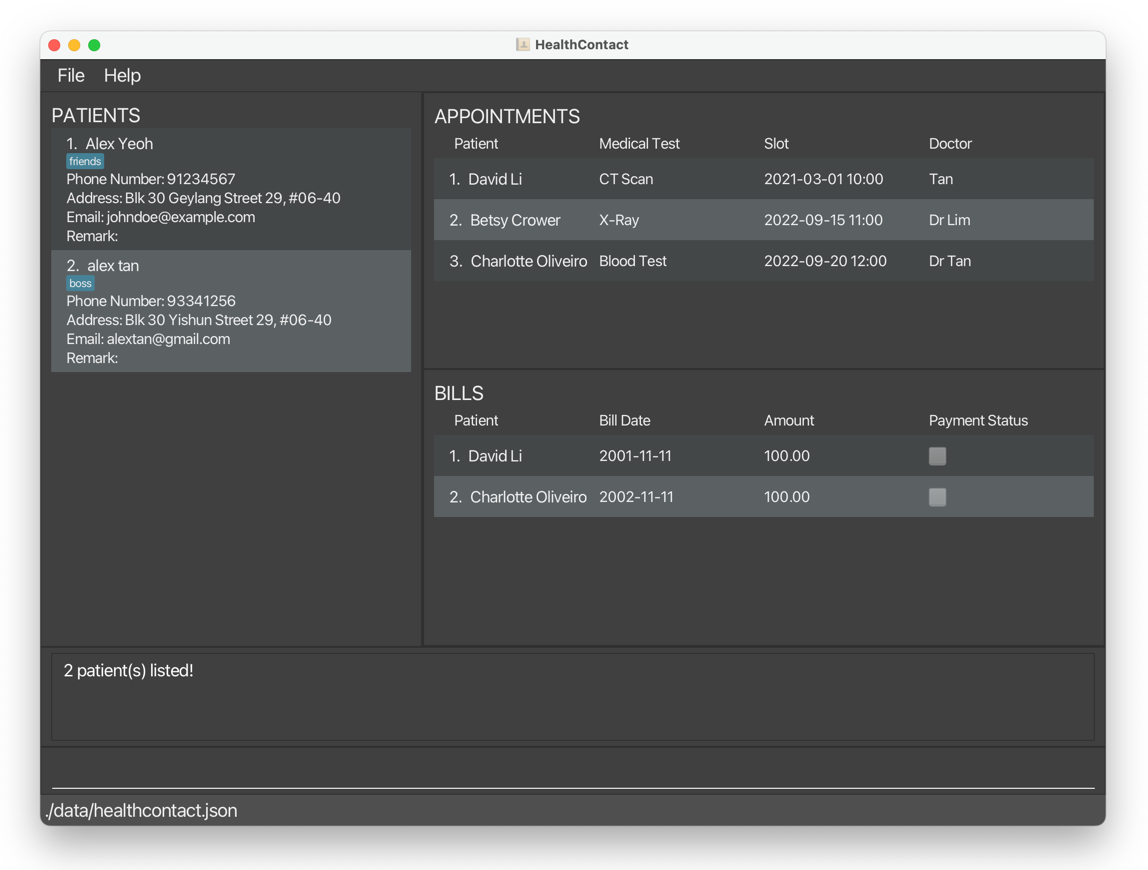 HealthContact
File Help
PATIENTS
1. Alex Yeoh
friends
Phone Number: 91234567
Address: Blk 30 Geylang Street 29, #06-40
Email: johndoe@example.com
Remark:
2. alex tan
boss
Phone Number: 93341256
Address: Blk 30 Yishun Street 29, #06-40
Email: alextan@gmail.com
Remark:
APPOINTMENTS
Patient Medical Test Slot Doctor
1. David Li CT Scan 2021-03-01 10:00 Tan
2. Betsy Crower X-Ray 2022-09-15 11:00 Dr Lim
3. Charlotte Oliveiro Blood Test 2022-09-20 12:00 Dr Tan
BILLS
Patient Bill Date Amount Payment Status
1. David Li 2001-11-11 100.00
2. Charlotte Oliveiro 2002-11-11 100.00
2 patient(s) listed!
./data/healthcontact.json